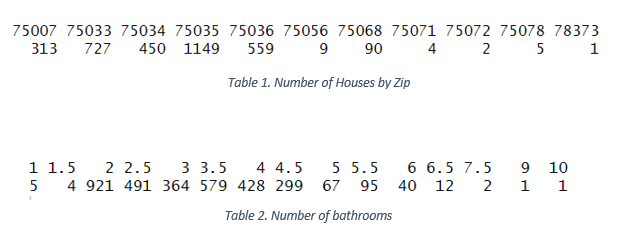 75007 75033 75034 75035 75036 75056 75068 75071 75072 75078 78373
313 727 450 1149 559 9 90 4 2 5 1
Table 1. Number of Houses by Zip
1 1.5 2 2.5 3 3.5 4 4.5 5 5.5 6 6.5 7.5 9 10
5 4 921 491 364 579 428 299 67 95 40 12 2 1 1
Table 2. Number of bathrooms